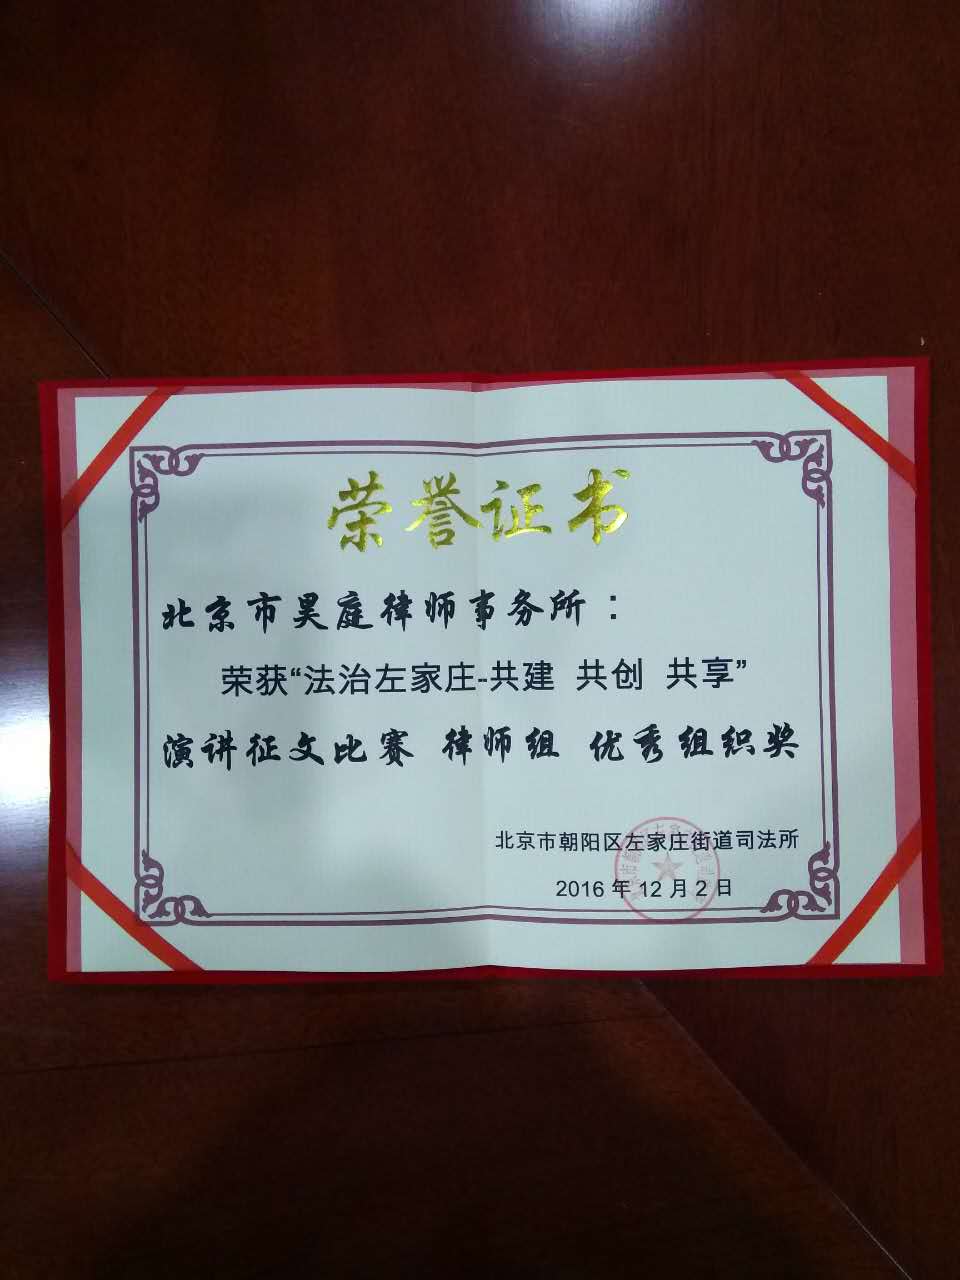 荣誉证书
北京市昊庭律师事务所：
荣获“法治左家庄-共建 共创 共享”
演讲征文比赛 律师组 优秀组织奖
北京市朝阳区左家庄街道司法所
2016年12月2日